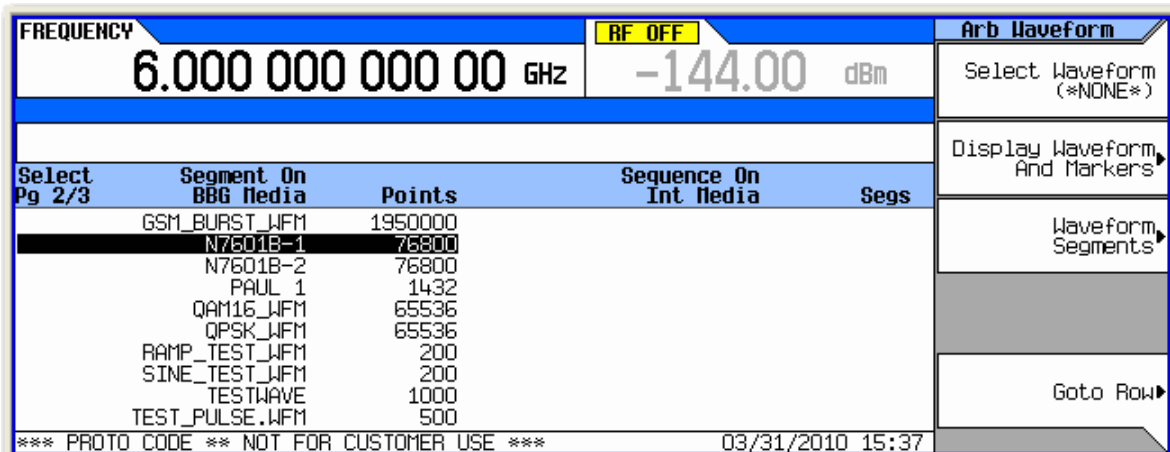 FREQUENCY RF OFF Arb Waveform
6.000 000 000 00 GHz -144.00 dBm
Select Waveform
(*NONE*)
Display Waveform
And Markers
Select Segment On Sequence On
Pg 2/3 BBG Media Points Int Media Segs
Waveform
Segments
GSM_BURST_WFM 1950000
N7601B-1 76800
N7601B-2 76800
PAUL 1 1432
QAM16_WFM 65536
QPSK_WFM 65536
RAMP_TEST_WFM 200
SINE_TEST_WFM 200
TESTWAVE 1000
Goto Row
TEST_PULSE.WFM 500
*** PROTO CODE ** NOT FOR CUSTOMER USE *** 03/31/2010 15:37